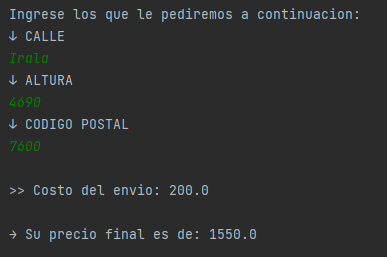 Ingrese los que le pediremos a continuacion:
↓ CALLE
Irala
↓ ALTURA
4690
↓ CODIGO POSTAL
7600
>> Costo del envio: 200.0
→ Su precio final es de: 1550.0